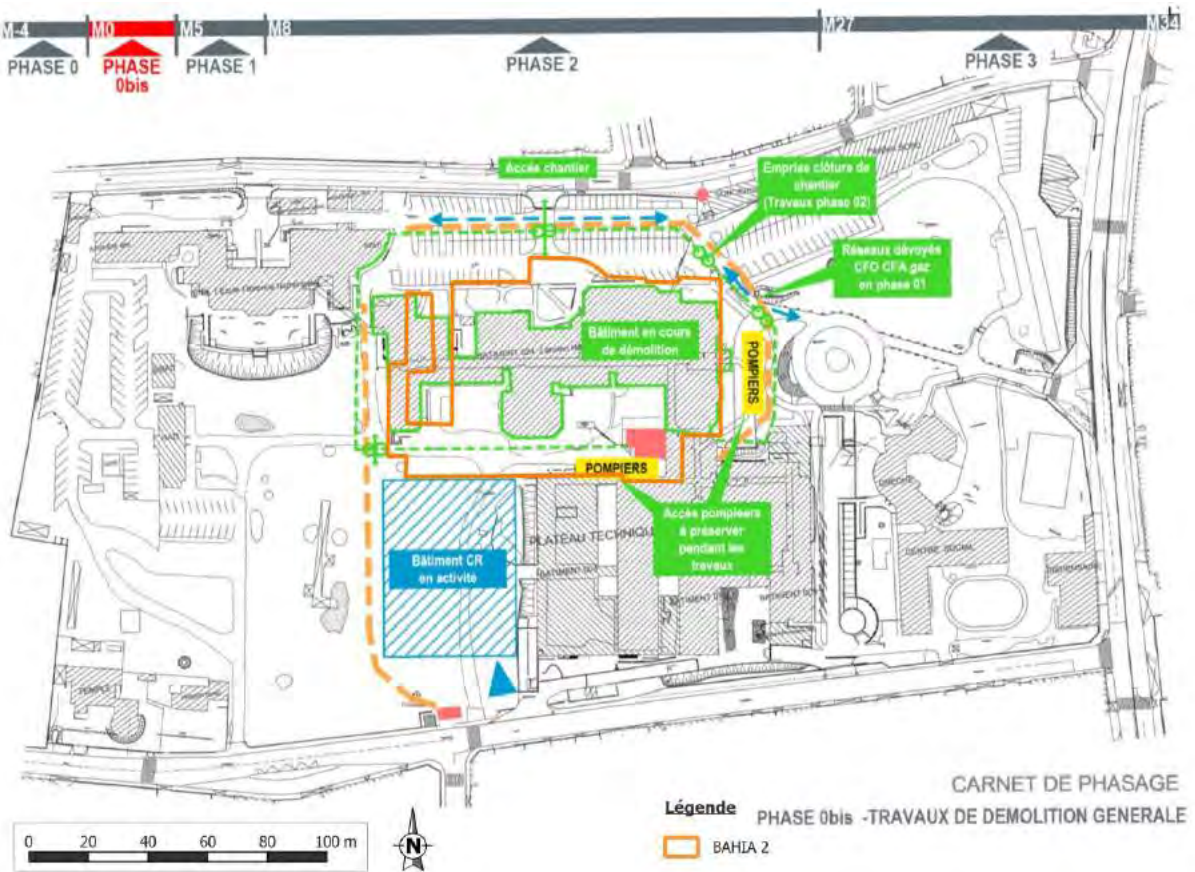 M-4 M0 M5 M8 M27 M34
PHASE 0
PHASE
0bis
PHASE 1
PHASE 2
PHASE 3
Accès chantier
Emprise clôture de
chantier
(Travaux phase 02)
Réseaux dévoyés
CFO CFA gaz
en phase 01
Bâtiment en cours
de démolition
POMPIERS
POMPIERS
Accès pompiers
à préserver
pendant les
travaux
PLATEAU TECHNIQUE
Bâtiment CR
en activité
CRECHE
CENTRE SOCIAL
DISPENSAIRE
TEMPLE
CARNET DE PHASAGE
Légende
PHASE 0bis -TRAVAUX DE DEMOLITION GENERALE
BAHIA 2
0 20 40 60 80 100 m
N